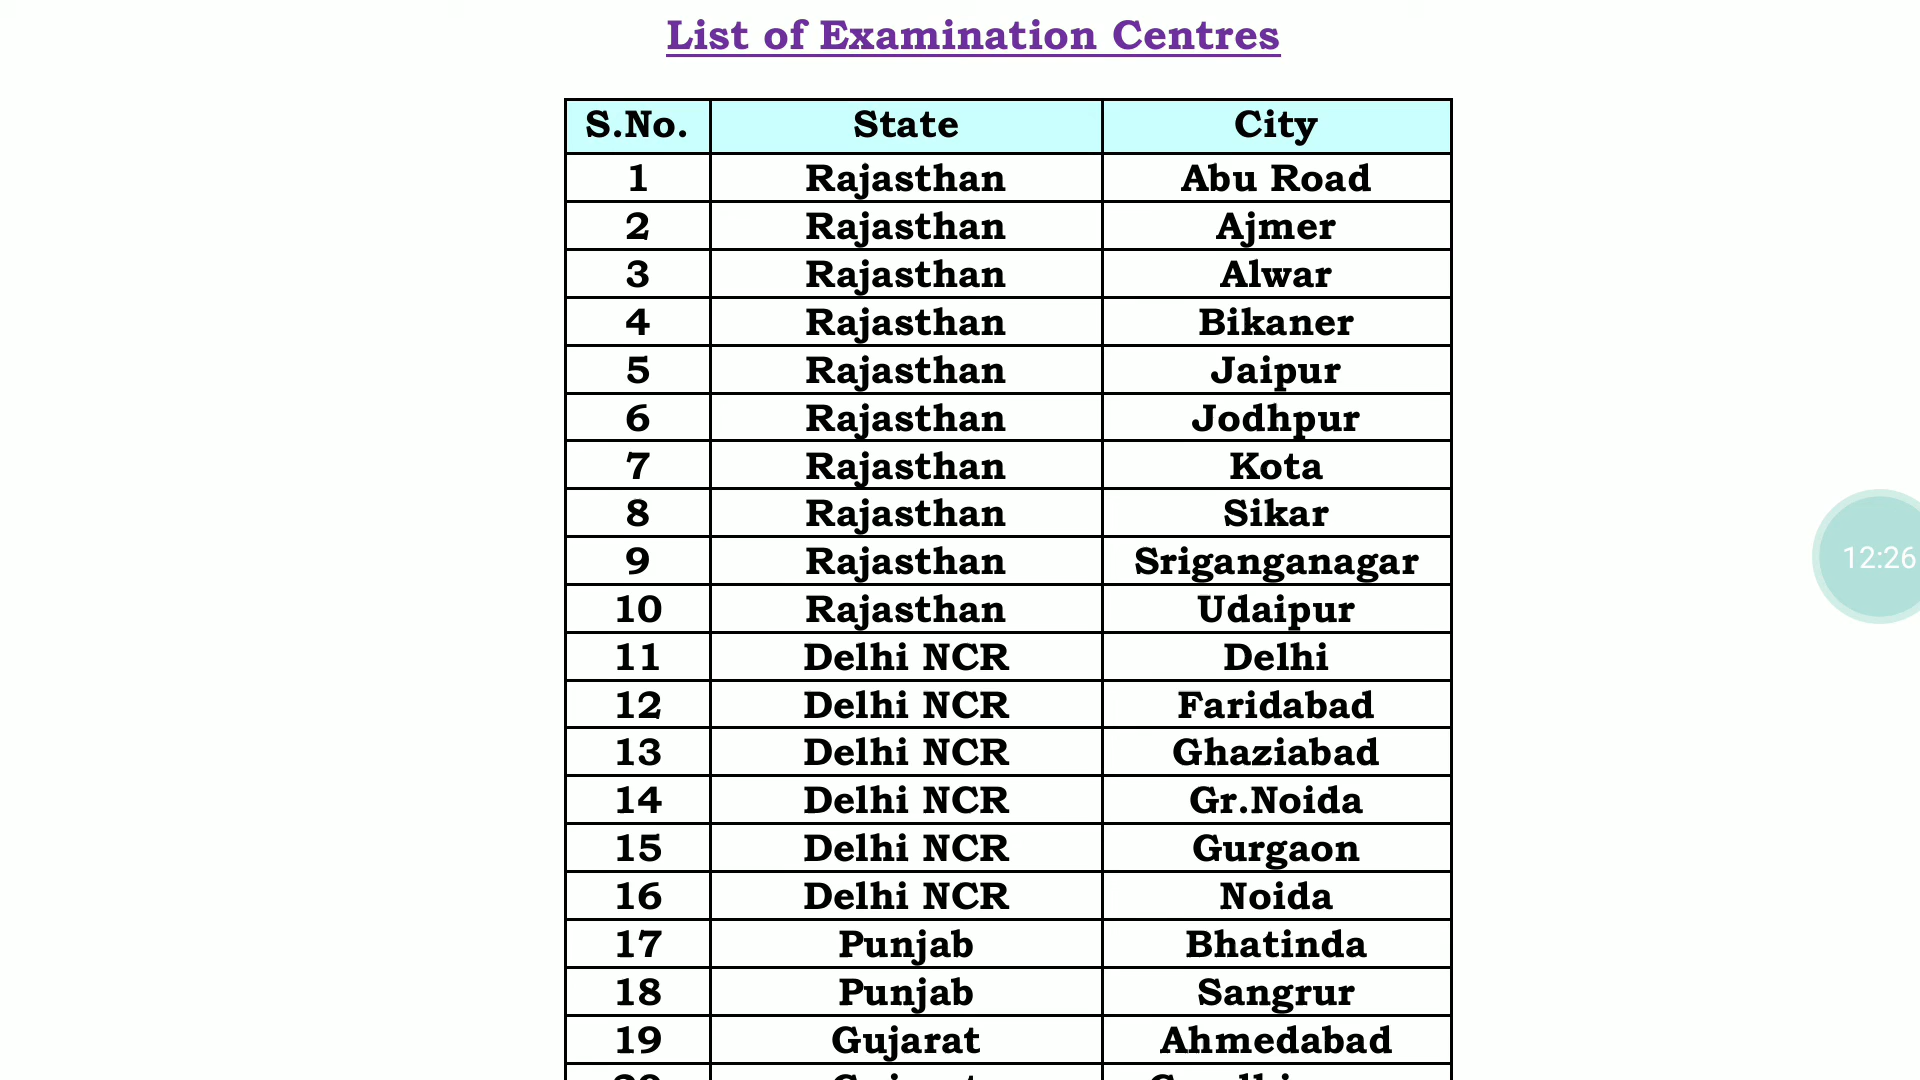 List of Examination Centres
S.No. State City
1 Rajasthan Abu Road
2 Rajasthan Ajmer
3 Rajasthan Alwar
4 Rajasthan Bikaner
5 Rajasthan Jaipur
6 Rajasthan Jodhpur
7 Rajasthan Kota
8 Rajasthan Sikar
9 Rajasthan Sriganganagar
10 Rajasthan Udaipur
11 Delhi NCR Delhi
12 Delhi NCR Faridabad
13 Delhi NCR Ghaziabad
14 Delhi NCR Gr.Noida
15 Delhi NCR Gurgaon
16 Delhi NCR Noida
17 Punjab Bhatinda
18 Punjab Sangrur
19 Gujarat Ahmedabad
12:26